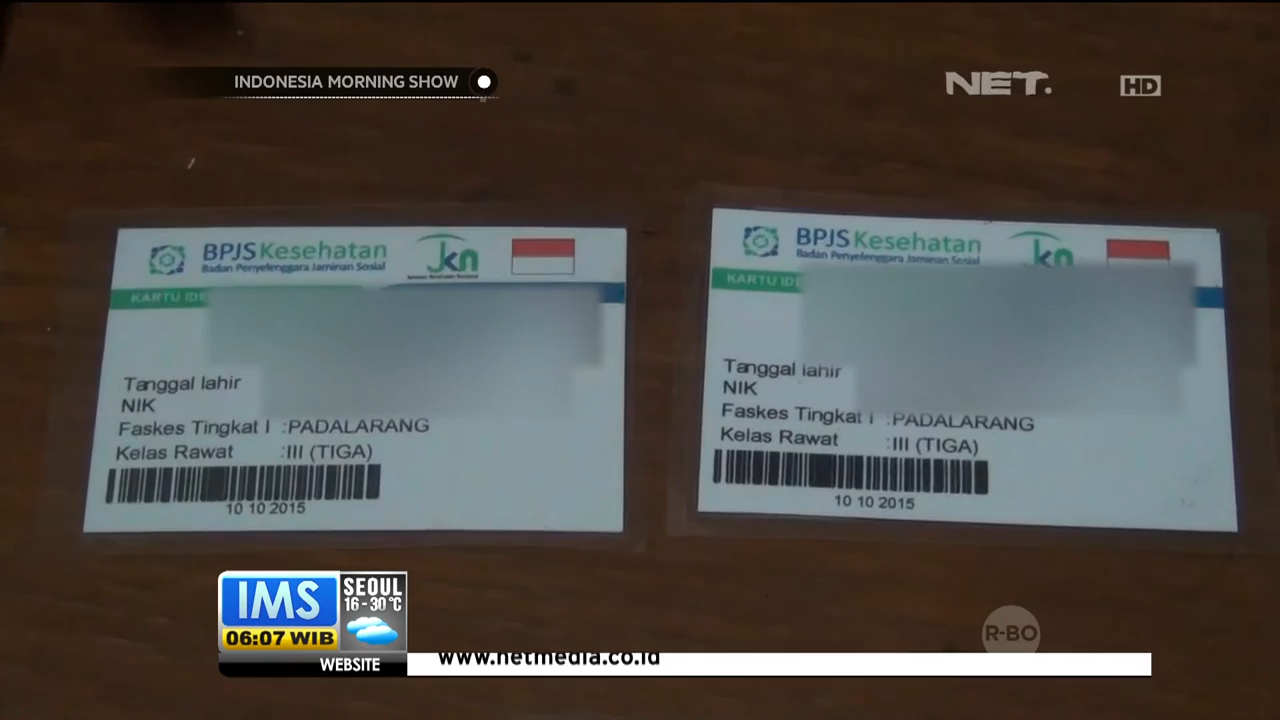 INDONESIA MORNING SHOW
NET.
HD
BPJS Kesehatan
Badan Penyelenggara Jaminan Sosial
Jkn
KARTU IDE
Tanggal lahir
NIK
Faskes Tingkat I :PADALARANG
Kelas Rawat :III (TIGA)
10 10 2015
BPJS Kesehatan
Badan Penyelenggara Jaminan Sosial
Jkn
KARTU IDE
Tanggal lahir
NIK
Faskes Tingkat I :PADALARANG
Kelas Rawat :III (TIGA)
10 10 2015
IMS
06:07 WIB
SEOUL
16-30°C
R-BO
WEBSITE
www.netmedia.co.id